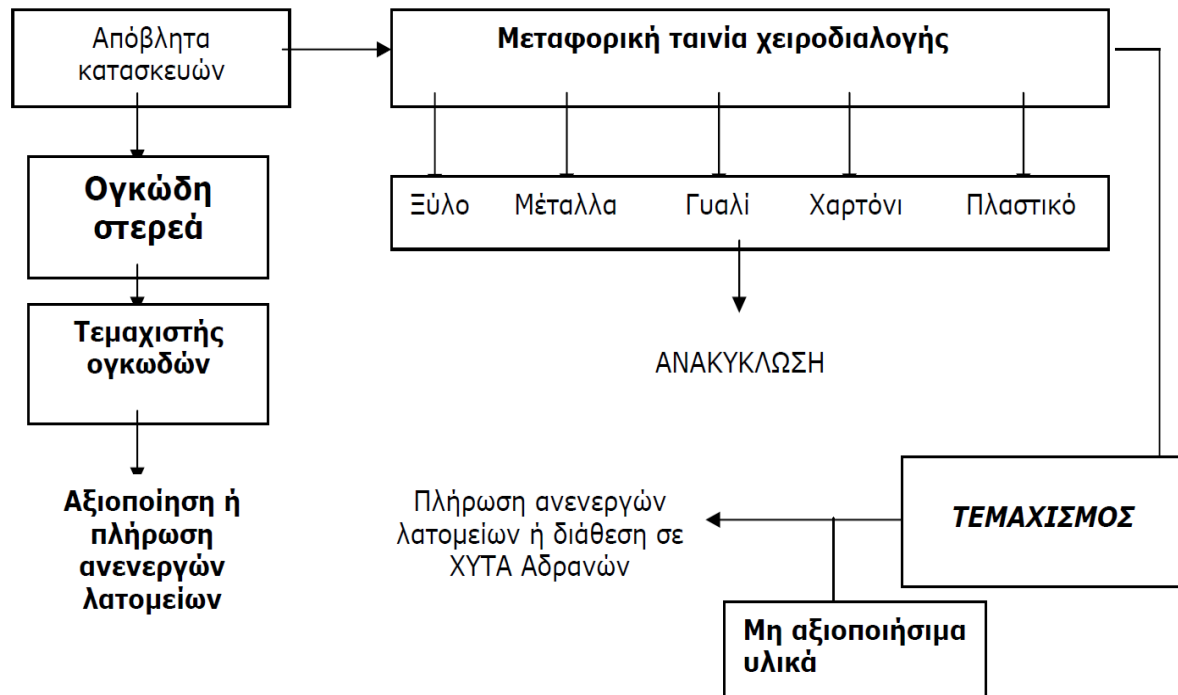 Απόβλητα
κατασκευών
Μεταφορική ταινία χειροδιαλογής
Ογκώδη
στερεά
Ξύλο Μέταλλα Γυαλί Χαρτόνι Πλαστικό
Τεμαχιστής
ογκωδών
ΑΝΑΚΥΚΛΩΣΗ
Αξιοποίηση ή
πλήρωση
ανενεργών
λατομείων
Πλήρωση ανενεργών
λατομείων ή διάθεση σε
ΧΥΤΑ Αδρανών
ΤΕΜΑΧΙΣΜΟΣ
Μη αξιοποιήσιμα
υλικά